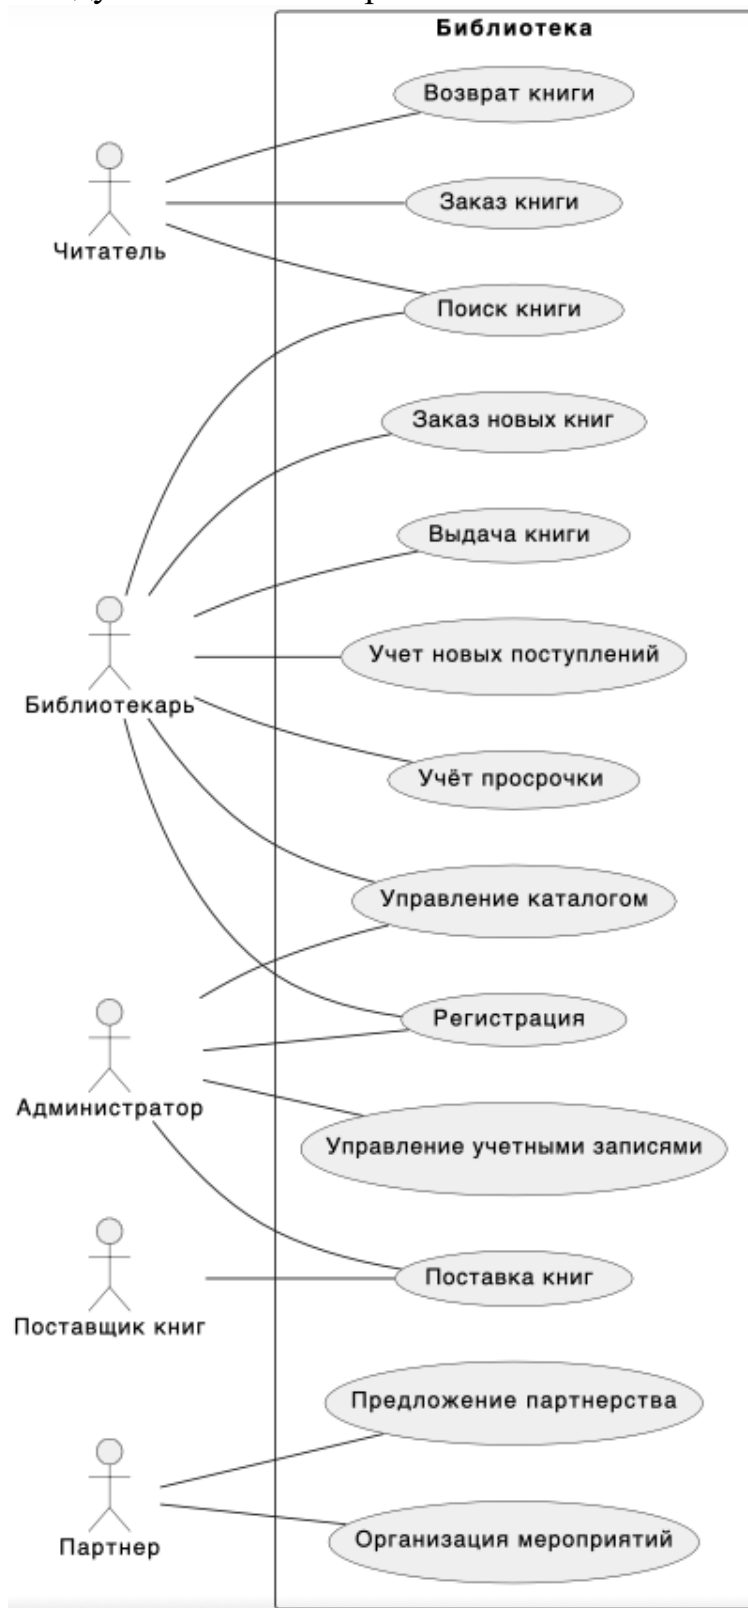 Библиотека
Возврат книги
Заказ книги
Читатель
Поиск книги
Заказ новых книг
Выдача книги
Учет новых поступлений
Библиотекарь
Учёт просрочки
Управление каталогом
Регистрация
Администратор
Управление учетными записями
Поставка книг
Поставщик книг
Предложение партнерства
Организация мероприятий
Партнер